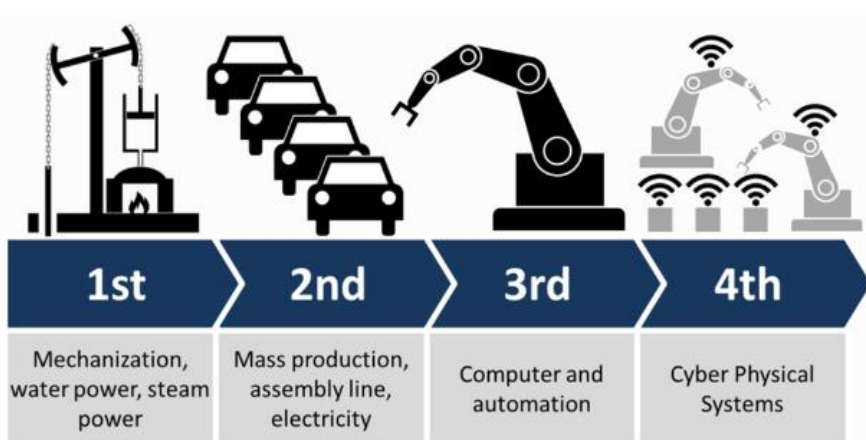 1st
2nd
3rd
4th
Mechanization,
water power, steam
power
Mass production,
assembly line,
electricity
Computer and
automation
Cyber Physical
Systems